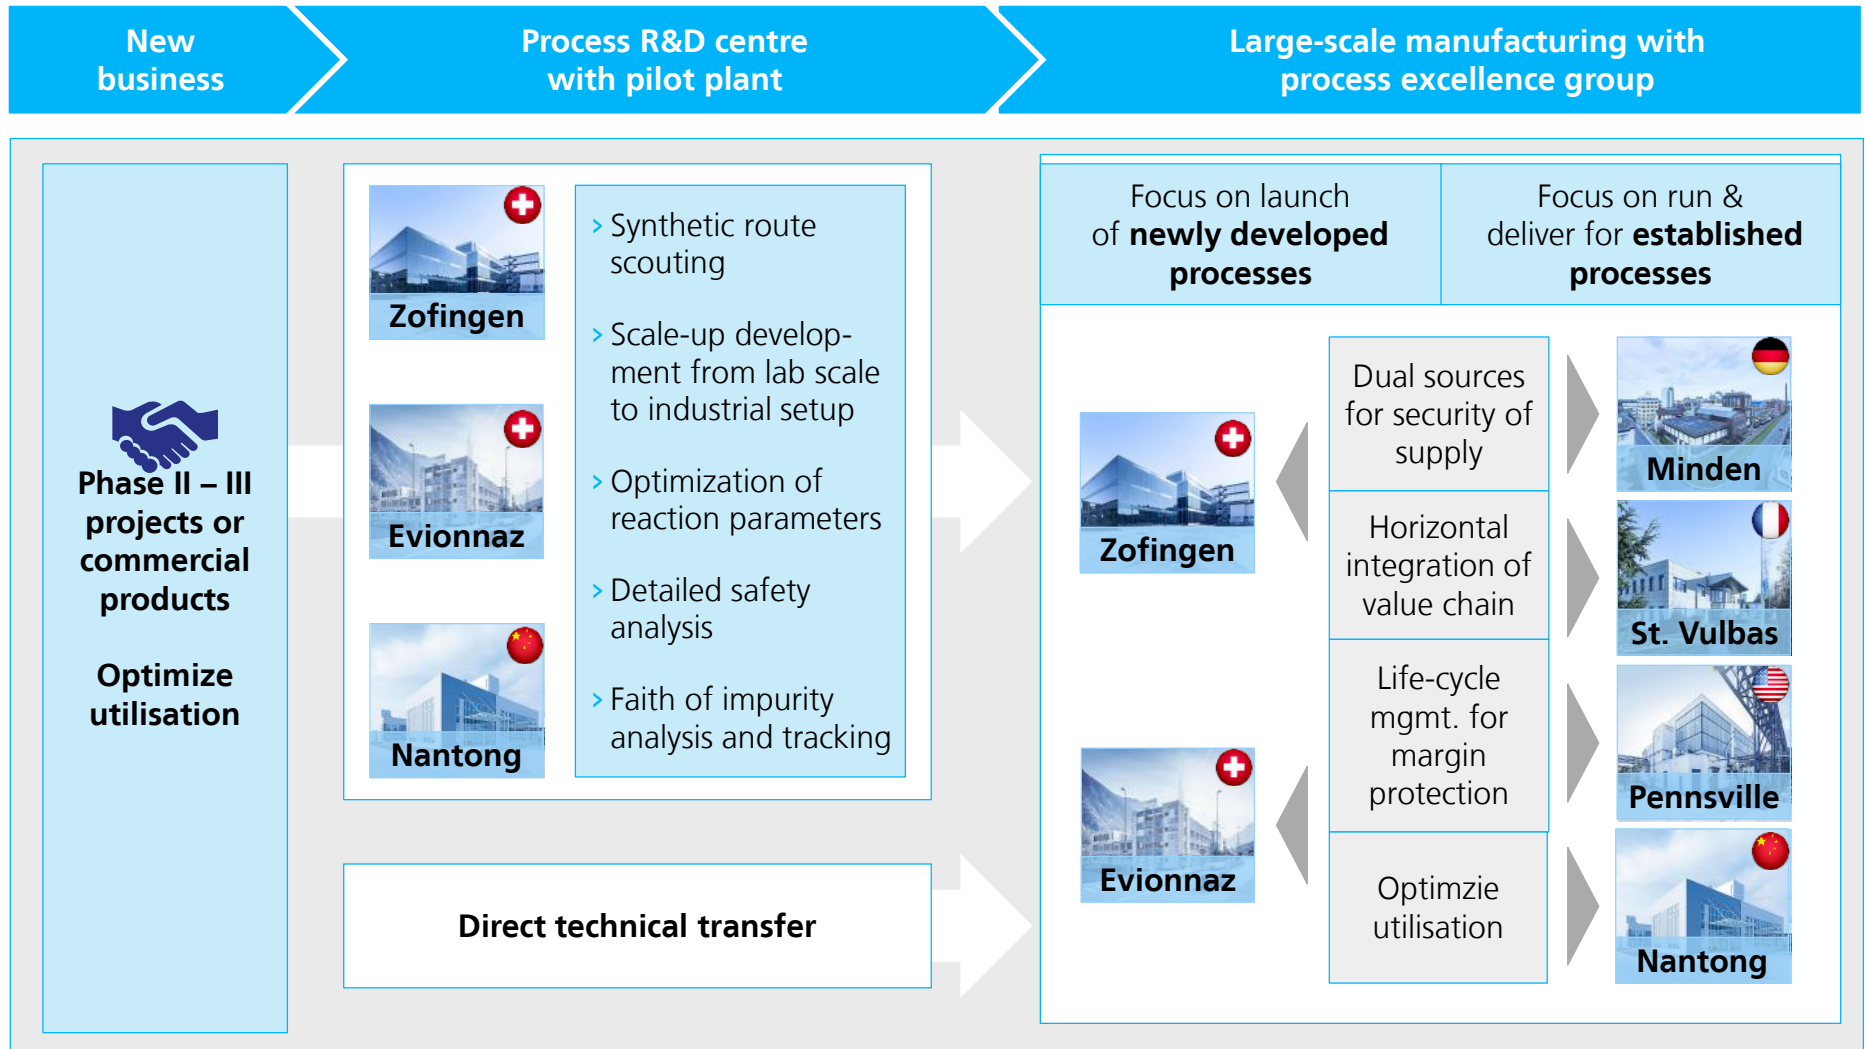 New
business
Process R&D centre
with pilot plant
Large-scale manufacturing with
process excellence group
Phase II – III
projects or
commercial
products
Optimize
utilisation
Zofingen
Evionnaz
Nantong
› Synthetic route
scouting
› Scale-up develop-
ment from lab scale
to industrial setup
› Optimization of
reaction parameters
› Detailed safety
analysis
› Faith of impurity
analysis and tracking
Direct technical transfer
Focus on launch
of newly developed
processes
Focus on run &
deliver for established
processes
Zofingen
Evionnaz
Dual sources
for security of
supply
Horizontal
integration of
value chain
Life-cycle
mgmt. for
margin
protection
Optimzie
utilisation
Minden
St. Vulbas
Pennsville
Nantong